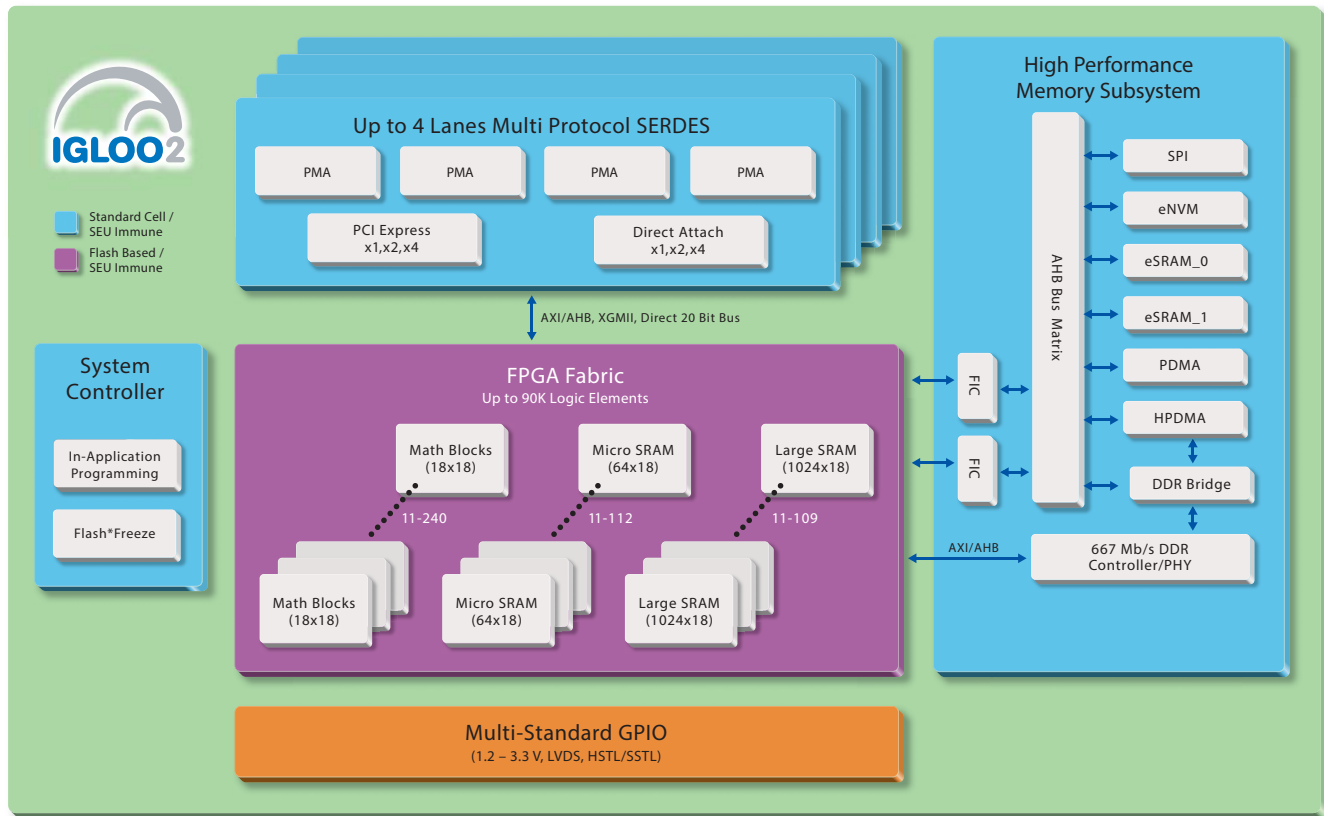 IGLOO2
Standard Cell /
SEU Immune
Flash Based /
SEU Immune
Up to 4 Lanes Multi Protocol SERDES
PMA
PMA
PMA
PMA
PCI Express
x1,x2,x4
Direct Attach
x1,x2,x4
AXI/AHB, XGMII, Direct 20 Bit Bus
System
Controller
In-Application
Programming
Flash*Freeze
FPGA Fabric
Up to 90K Logic Elements
Math Blocks
(18x18)
Micro SRAM
(64x18)
Large SRAM
(1024x18)
11-240
11-112
11-109
Math Blocks
(18x18)
Micro SRAM
(64x18)
Large SRAM
(1024x18)
Multi-Standard GPIO
(1.2 – 3.3 V, LVDS, HSTL/SSTL)
High Performance
Memory Subsystem
AHB Bus Matrix
FIC
FIC
SPI
eNVM
eSRAM_0
eSRAM_1
PDMA
HPDMA
DDR Bridge
AXI/AHB
667 Mb/s DDR
Controller/PHY